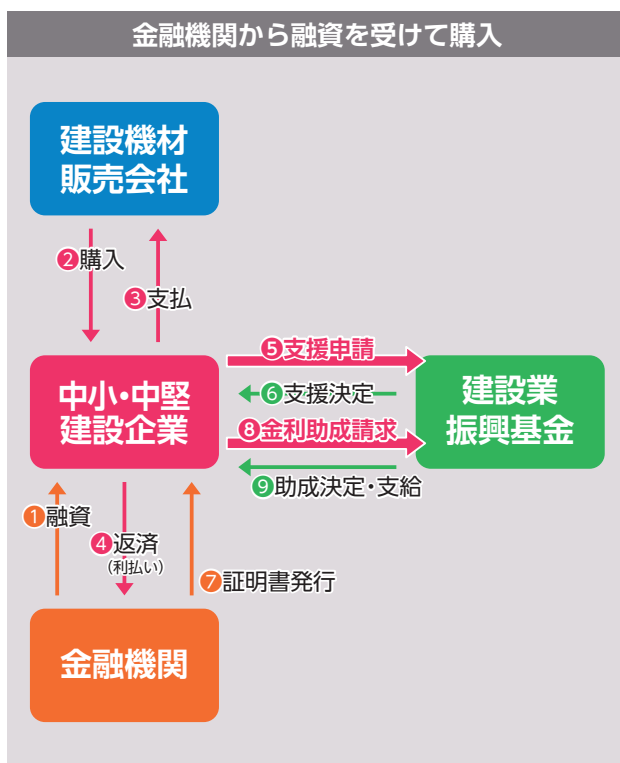 金融機関から融資を受けて購入
建設機材
販売会社
❷購入
❸支払
❺支援申請
中小・中堅
建設企業
❻支援決定
建設業
振興基金
❽金利助成請求
❾助成決定・支給
❶融資
❹返済
(利払い)
❼証明書発行
金融機関